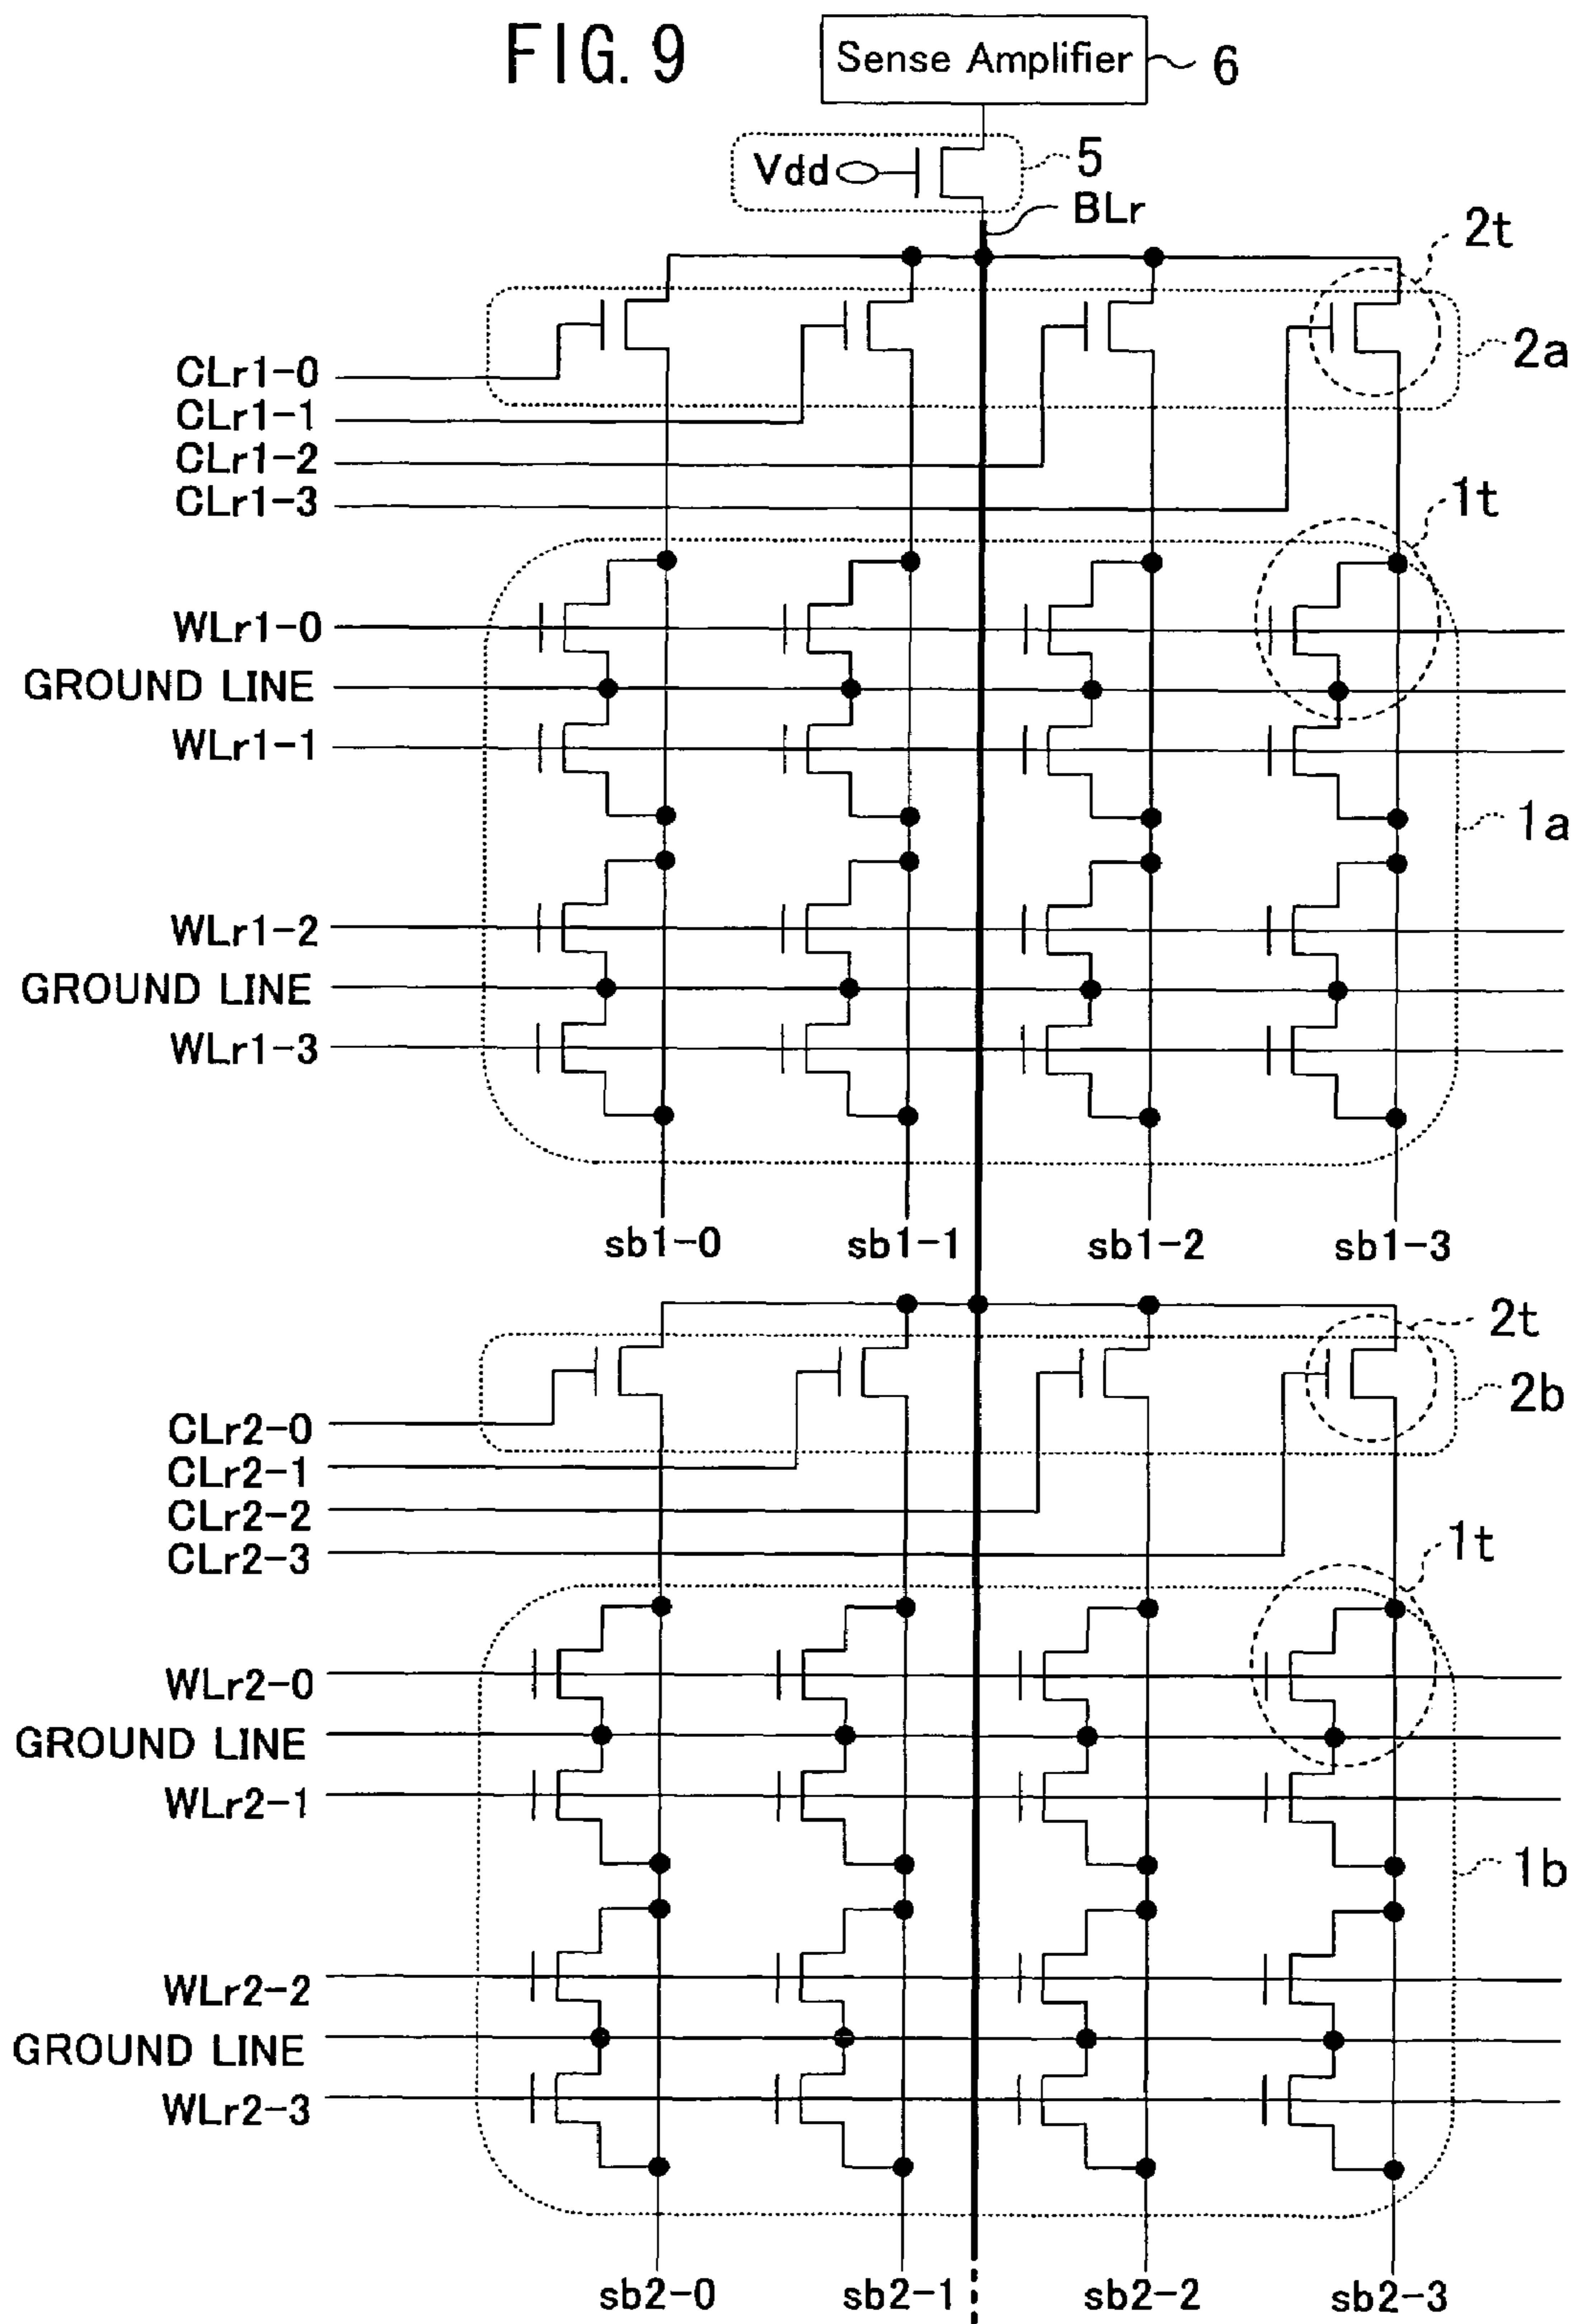 FIG. 9
Sense Amplifier
6
Vdd
5
BLr
2t
2a
CLr1-0
CLr1-1
CLr1-2
CLr1-3
1t
WLr1-0
GROUND LINE
WLr1-1
1a
WLr1-2
GROUND LINE
WLr1-3
sb1-0 sb1-1 sb1-2 sb1-3
2t
2b
CLr2-0
CLr2-1
CLr2-2
CLr2-3
1t
WLr2-0
GROUND LINE
WLr2-1
1b
WLr2-2
GROUND LINE
WLr2-3
sb2-0 sb2-1 sb2-2 sb2-3